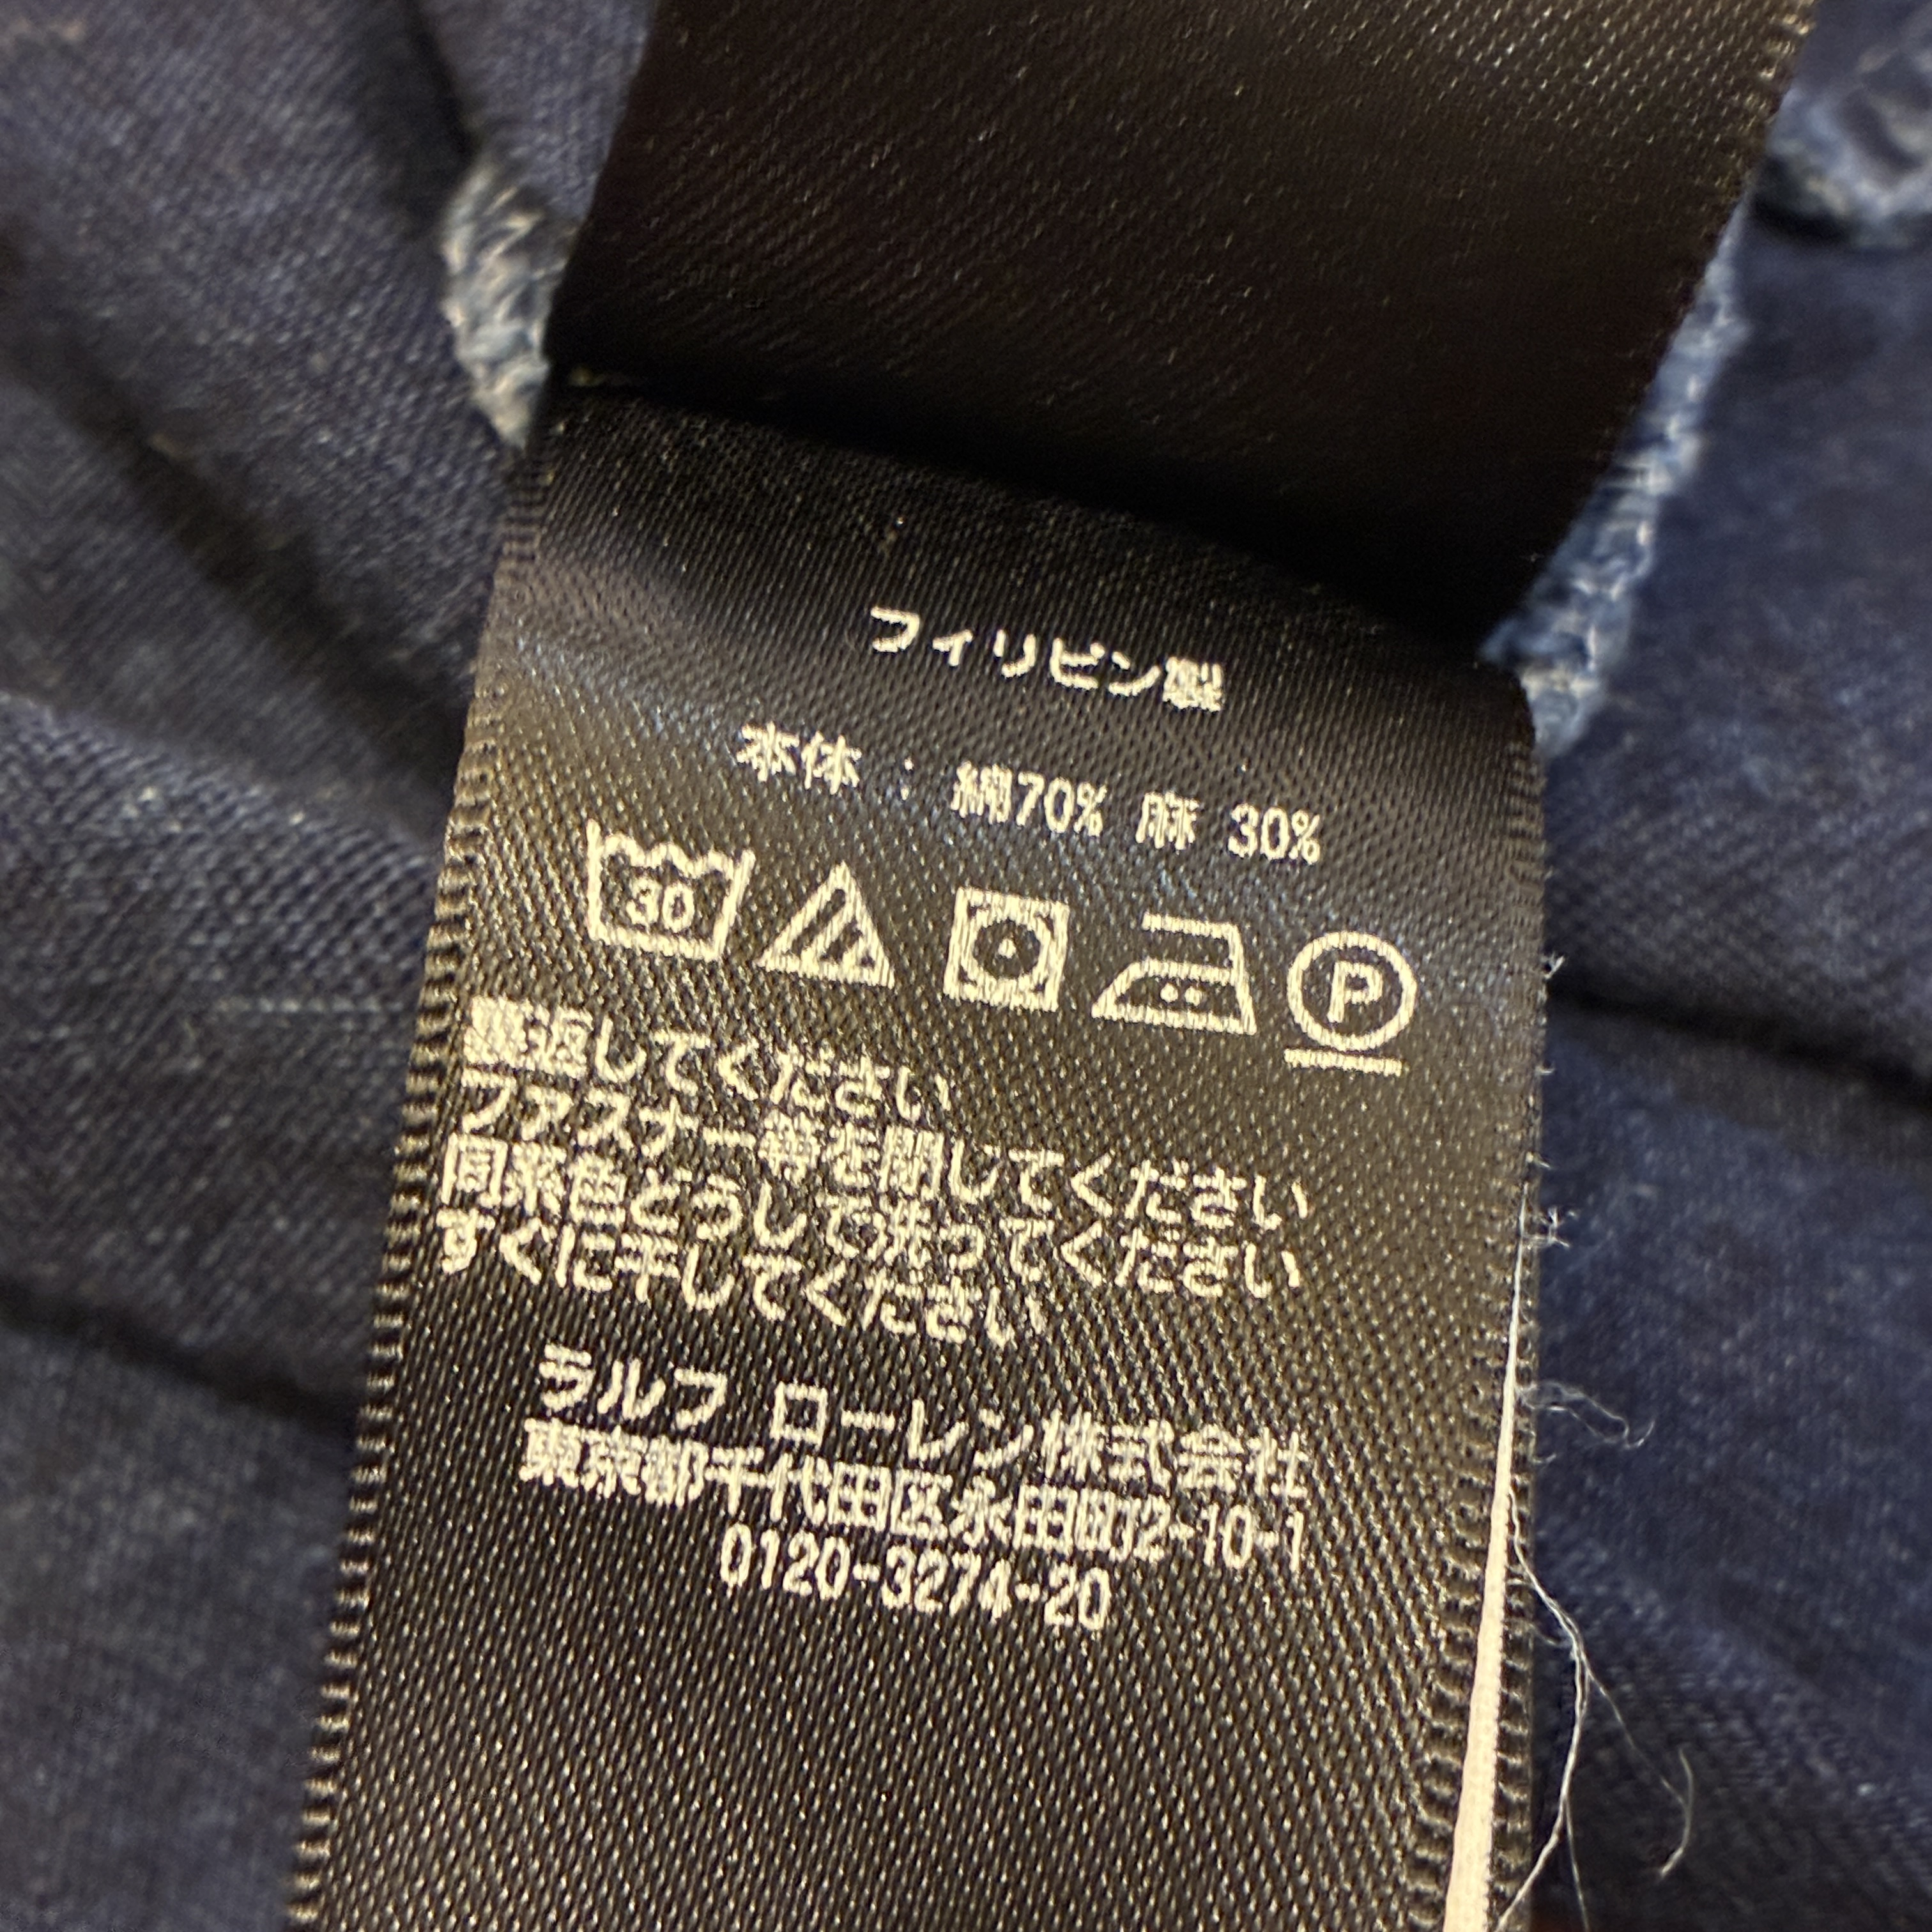 フィリピン製
本体 : 綿70% 麻 30%
30
P
裏返してください
ファスナー等を閉じてください
同系色どうしで洗ってください
すぐに干してください
ラルフ ローレン株式会社
東京都千代田区永田町2-10-1
0120-3274-20